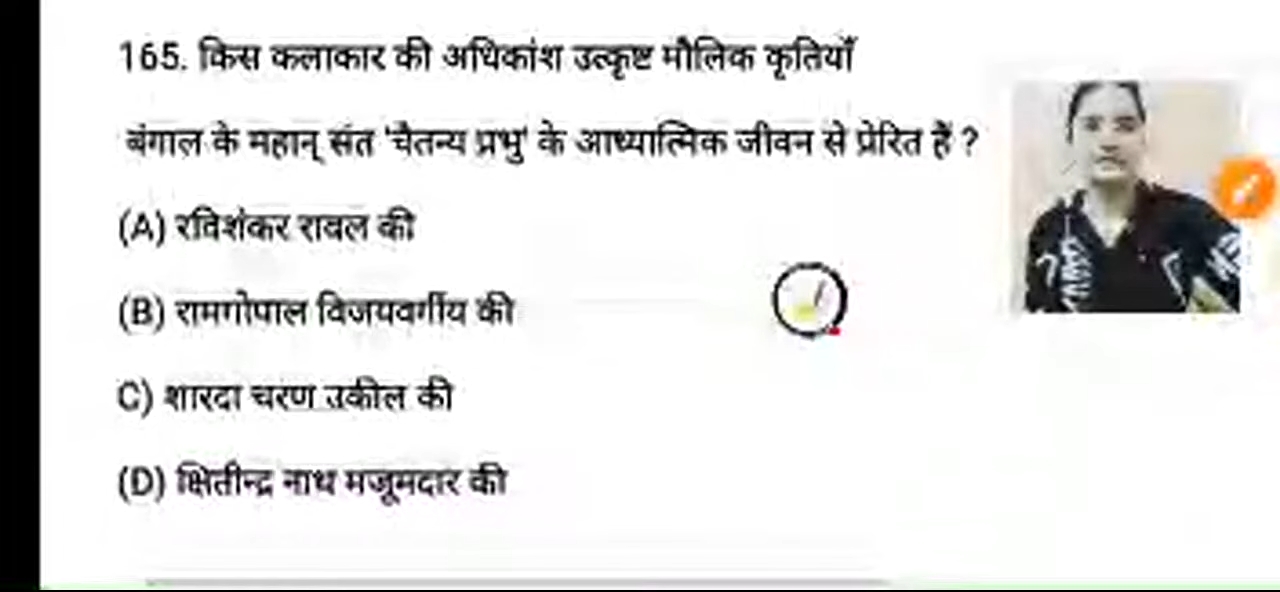 165. किस कलाकार की अधिकांश उत्कृष्ट मौलिक कृतियाँ
बंगाल के महान् संत 'चैतन्य प्रभु' के आध्यात्मिक जीवन से प्रेरित हैं ?
(A) रविशंकर रावल की
(B) रामगोपाल विजयवर्गीय की
C) शारदा चरण उकील की
(D) क्षितीन्द्र नाथ मजूमदार की